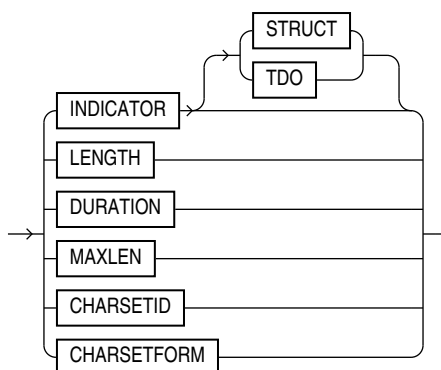 STRUCT
TDO
INDICATOR
LENGTH
DURATION
MAXLEN
CHARSETID
CHARSETFORM